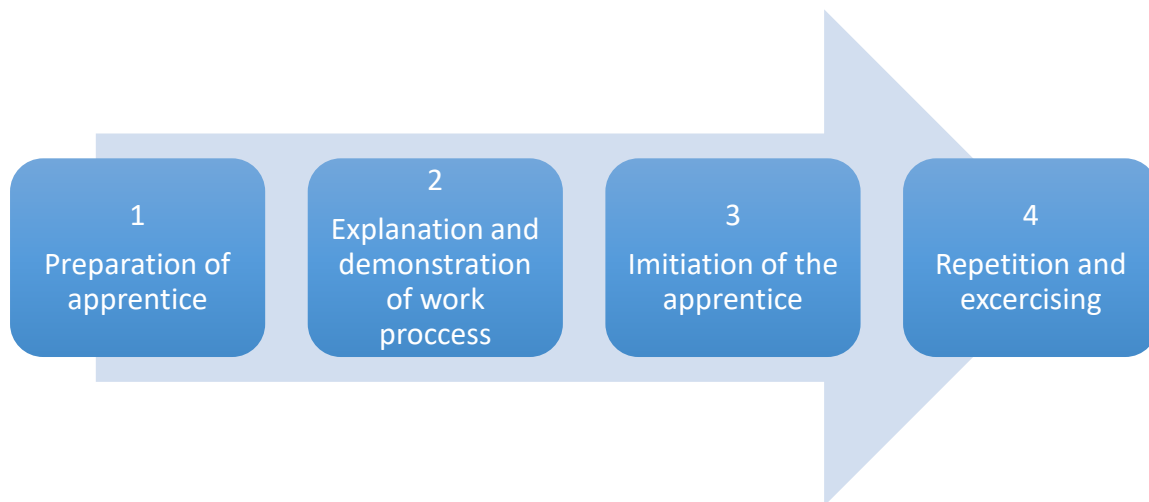 1
Preparation of
apprentice
2
Explanation and
demonstration
of work
proccess
3
Imitiation of the
apprentice
4
Repetition and
excercising